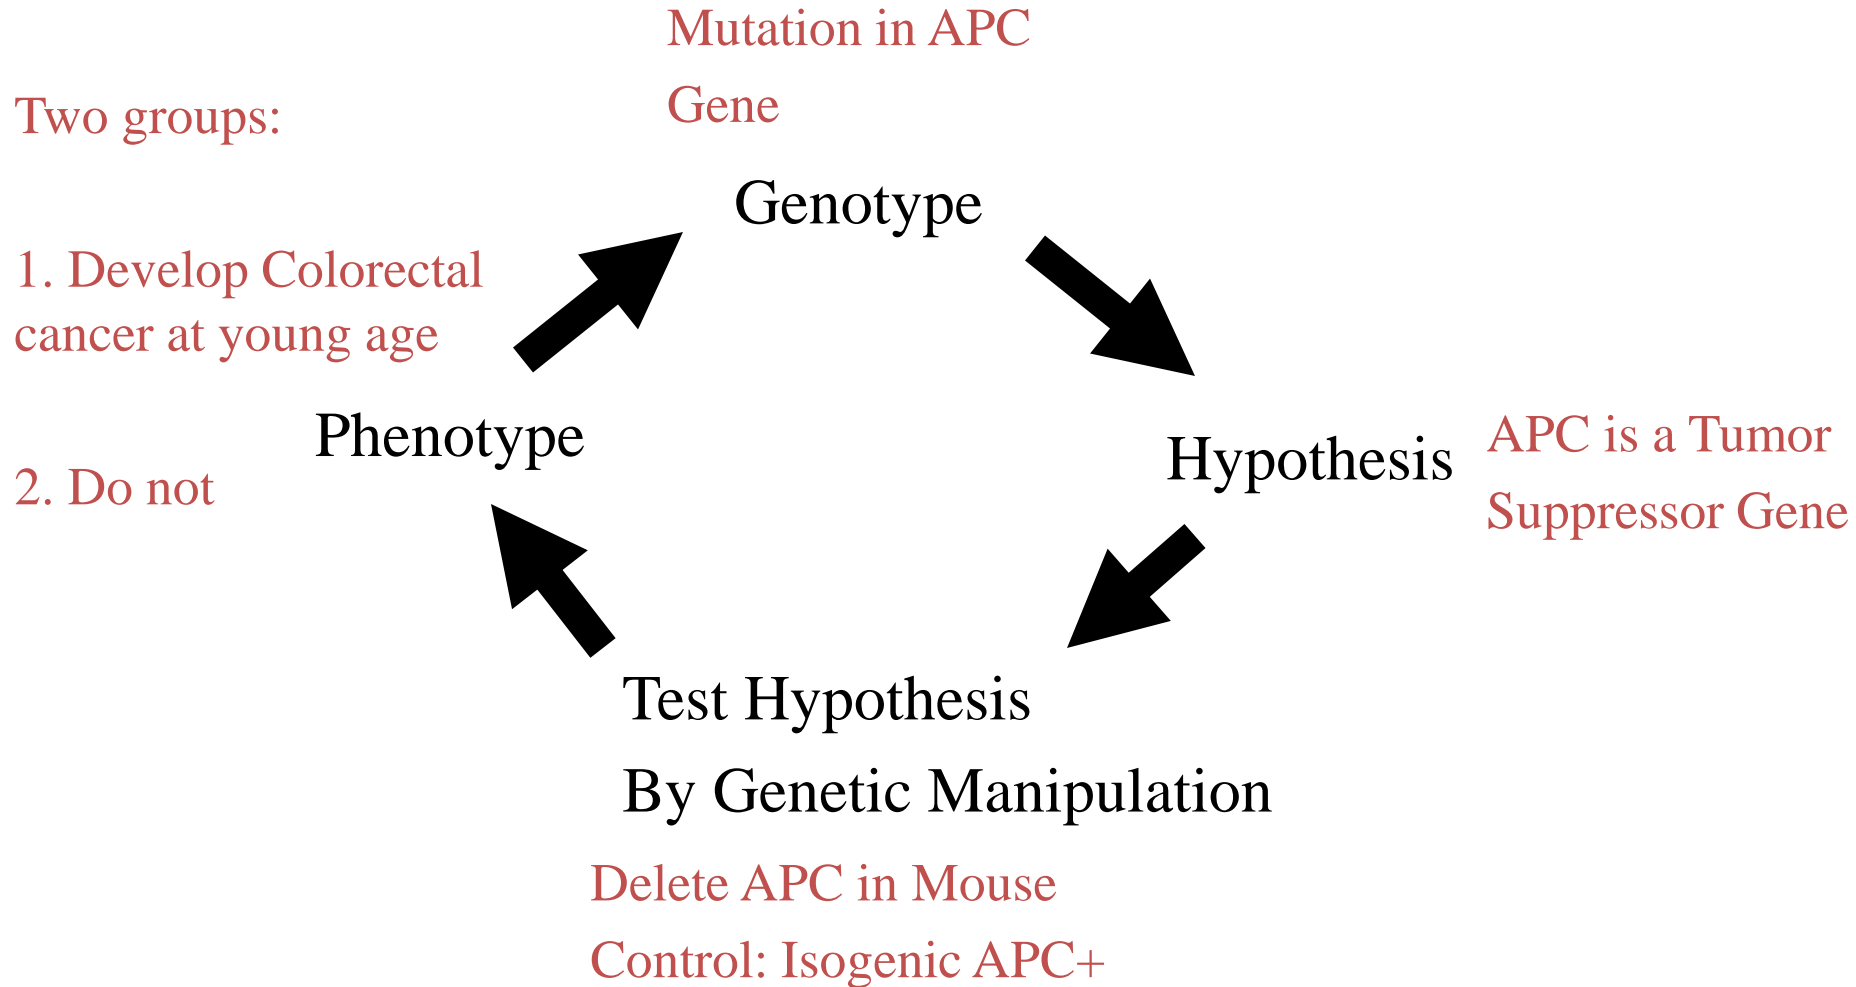 Mutation in APC
Gene
Two groups:
Genotype
1. Develop Colorectal
cancer at young age
Phenotype
2. Do not
Hypothesis
APC is a Tumor
Suppressor Gene
Test Hypothesis
By Genetic Manipulation
Delete APC in Mouse
Control: Isogenic APC+